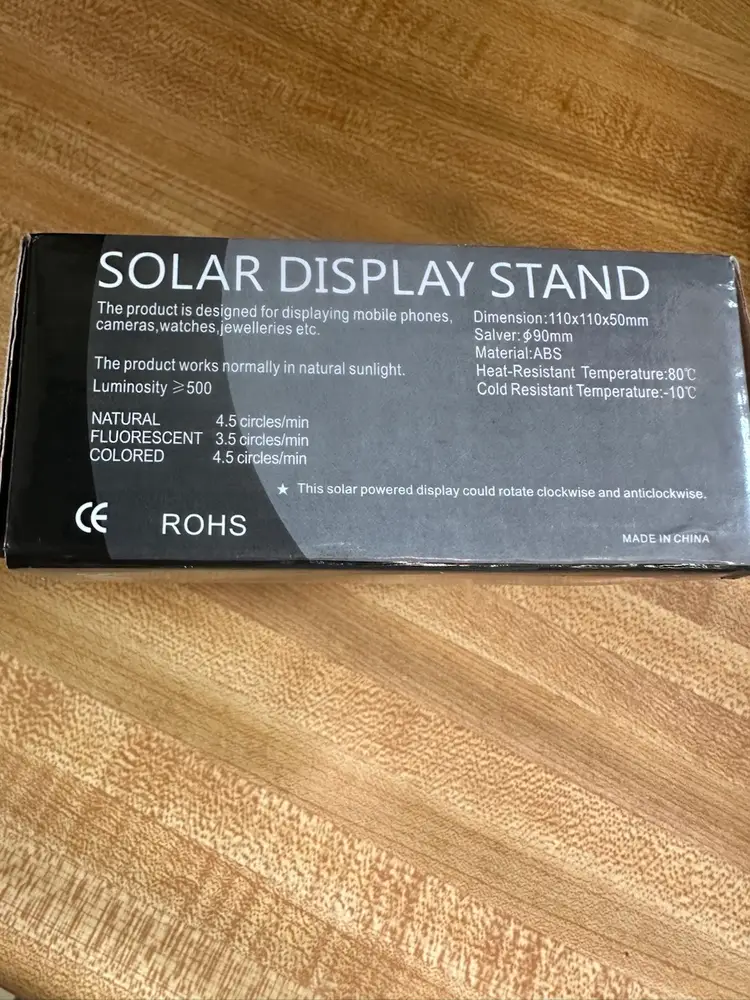 SOLAR DISPLAY STAND
The product is designed for displaying mobile phones,
cameras,watches,jewelleries etc.
The product works normally in natural sunlight.
Luminosity ≥500
NATURAL 4.5 circles/min
FLUORESCENT 3.5 circles/min
COLORED 4.5 circles/min
Dimension:110x110x50mm
Salver:ϕ90mm
Material:ABS
Heat-Resistant Temperature:80℃
Cold Resistant Temperature:-10℃
★ This solar powered display could rotate clockwise and anticlockwise.
CE ROHS
MADE IN CHINA